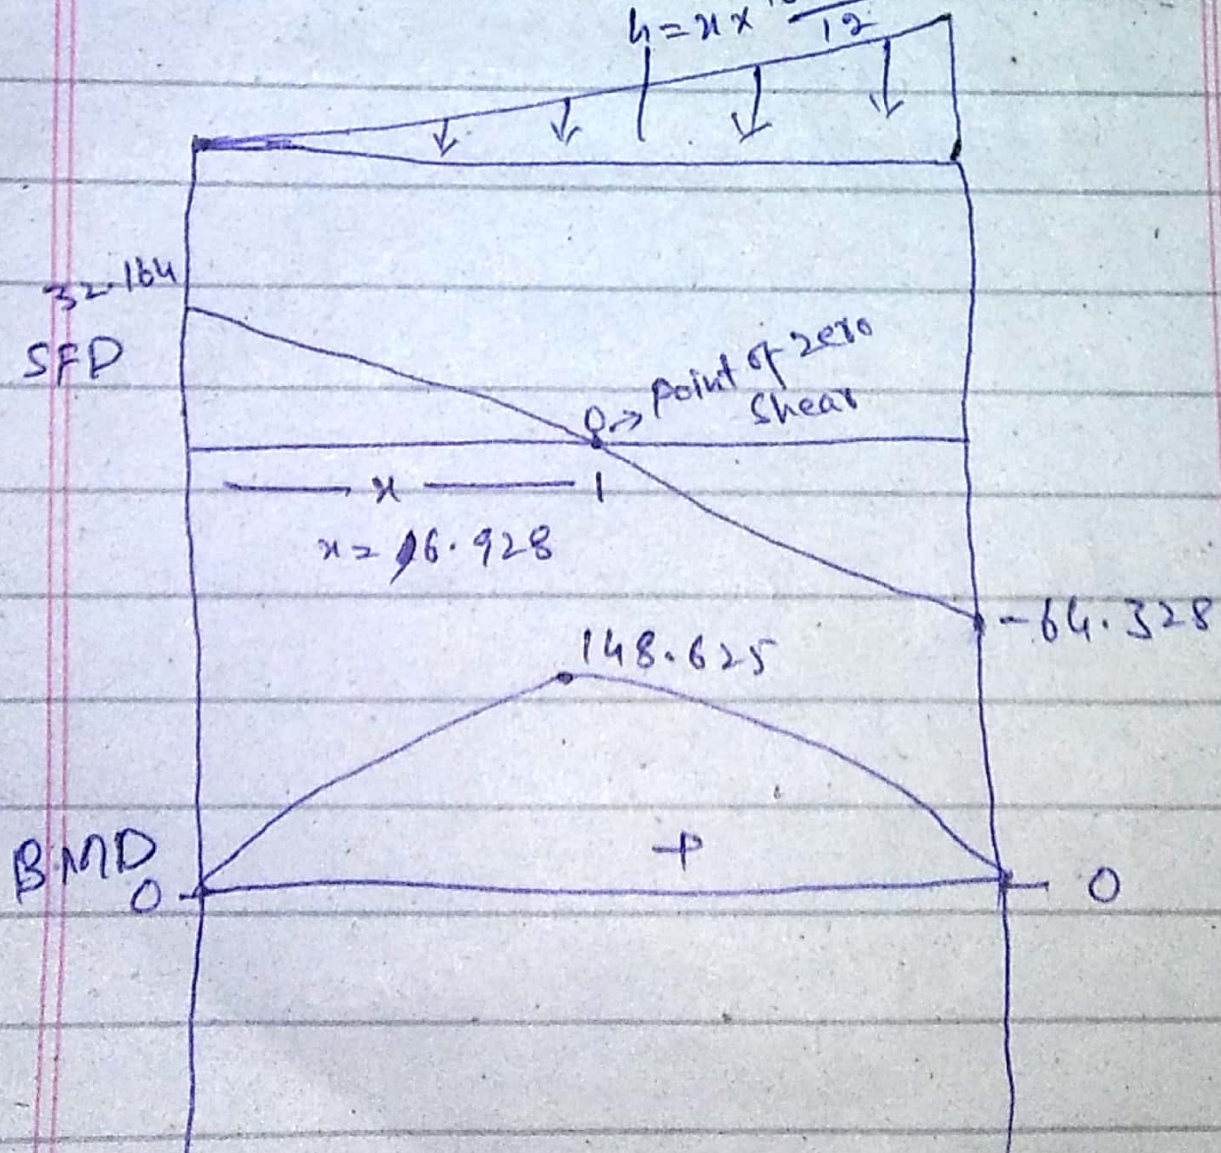 h=x×
12
32.164
SFD
0→ point of zero
shear
x
x=6.928
-64.328
148.625
BMD
+
0
0